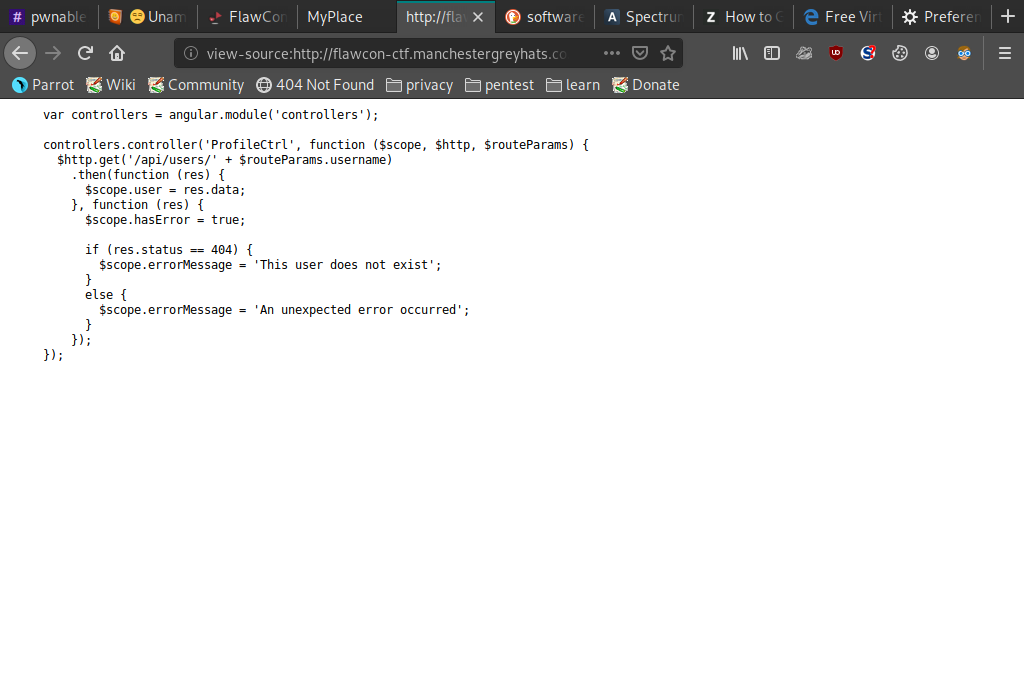 # pwnable
Unam
FlawCon
MyPlace
http://flaw
software
A Spectrum
Z How to G
Free Virt
Preferen
view-source:http://flawcon-ctf.manchestergreyhats.co
Parrot
Wiki
Community
404 Not Found
privacy
pentest
learn
Donate
var controllers = angular.module('controllers');
controllers.controller('ProfileCtrl', function ($scope, $http, $routeParams) {
  $http.get('/api/users/' + $routeParams.username)
    .then(function (res) {
      $scope.user = res.data;
    }, function (res) {
      $scope.hasError = true;
      if (res.status == 404) {
        $scope.errorMessage = 'This user does not exist';
      }
      else {
        $scope.errorMessage = 'An unexpected error occurred';
      }
    });
});